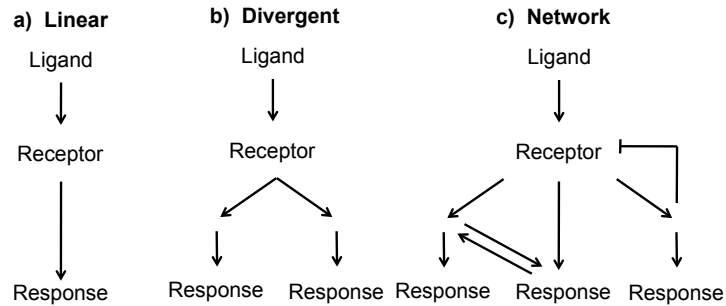 a) Linear
Ligand
Receptor
Response
b) Divergent
Ligand
Receptor
Response Response
c) Network
Ligand
Receptor
Response Response Response